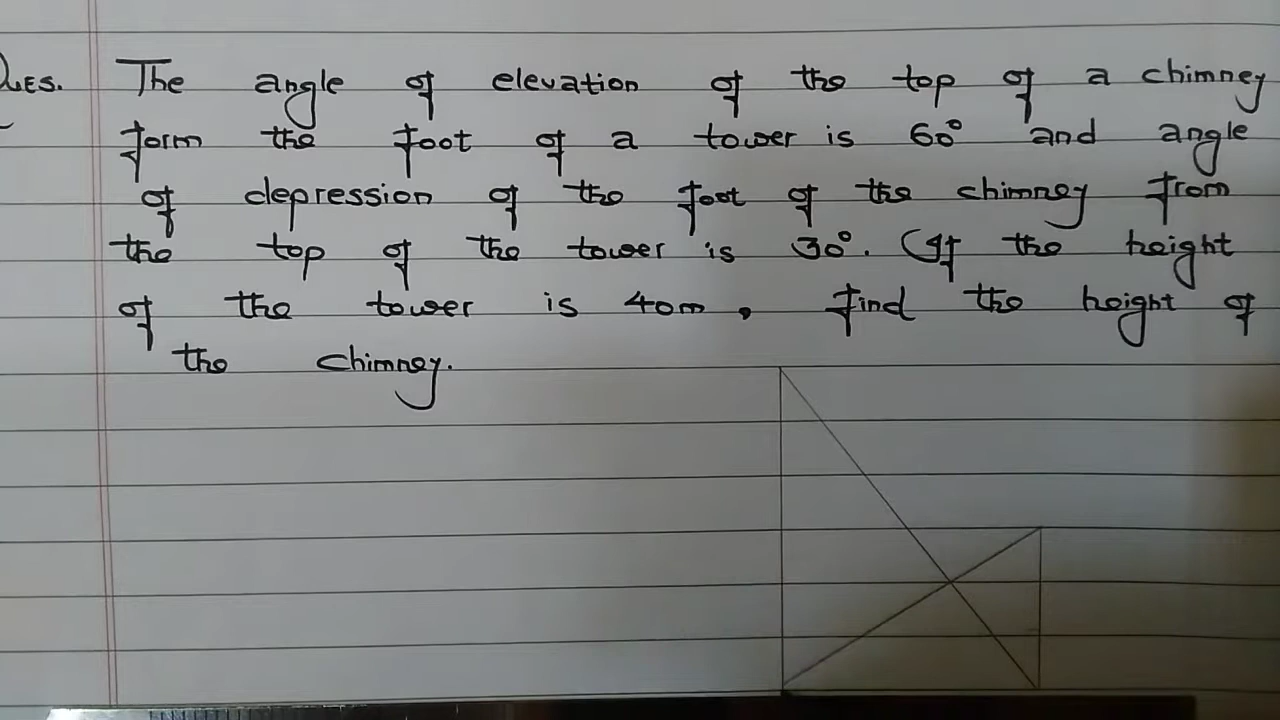 QUES. The angle of elevation of the top of a chimney
form the foot of a tower is 60° and angle
of depression of the foot of the chimney from
the top of the tower is 30°. (If the height
of the tower is 40m, find the height of
the chimney.